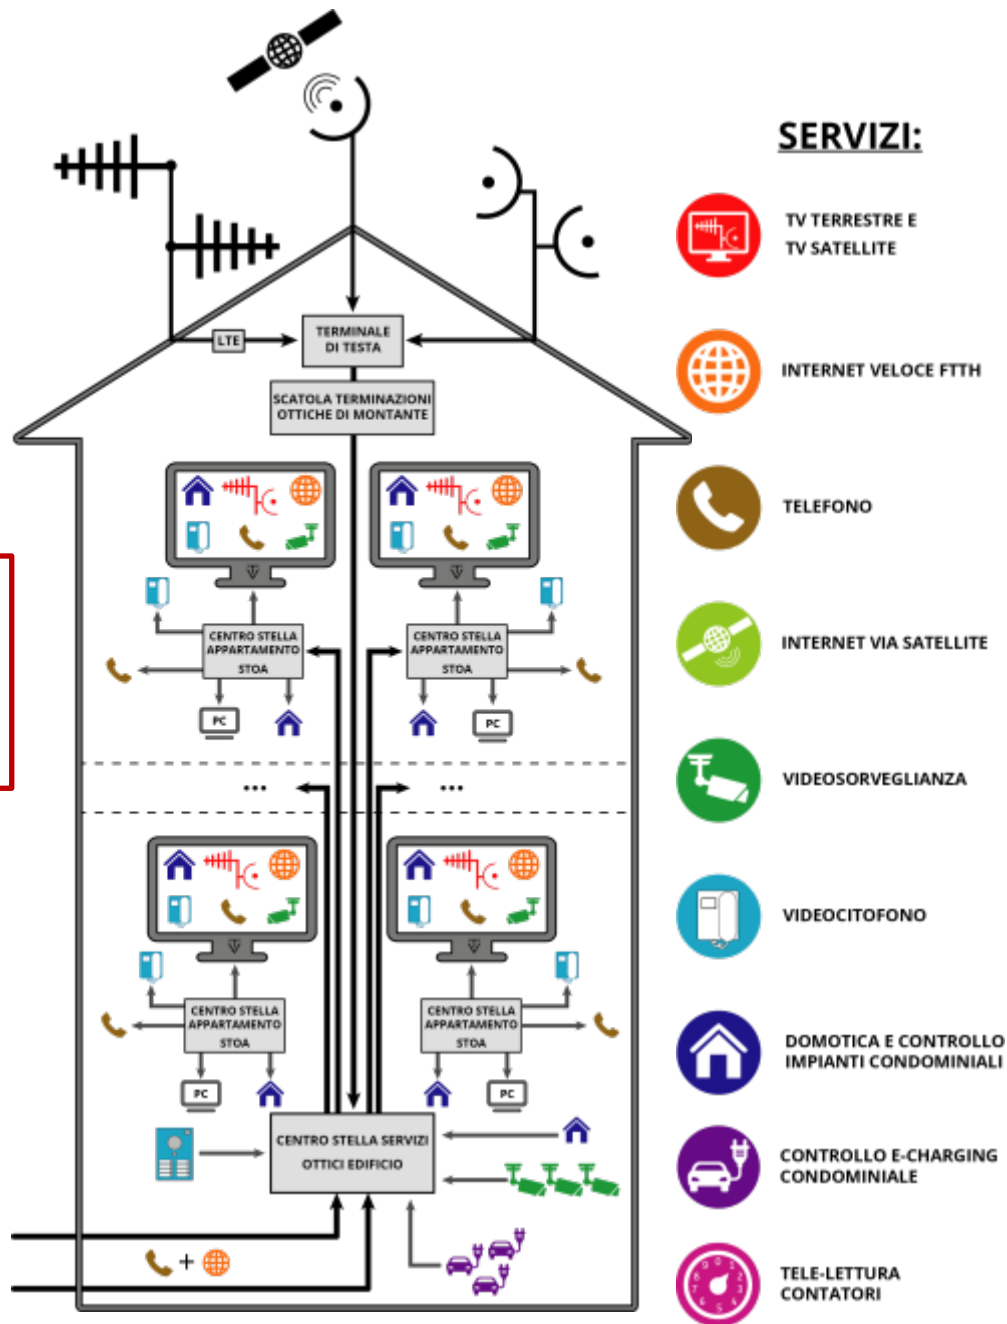 SERVIZI:
TV TERRESTRE E
TV SATELLITE
INTERNET VELOCE FTTH
TELEFONO
INTERNET VIA SATELLITE
VIDEOSORVEGLIANZA
VIDEOCITOFONO
DOMOTICA E CONTROLLO
IMPIANTI CONDOMINIALI
CONTROLLO E-CHARGING
CONDOMINIALE
TELE-LETTURA
CONTATORI
LTE
TERMINALE
DI TESTA
SCATOLA TERMINAZIONI
OTTICHE DI MONTANTE
CENTRO STELLA
APPARTAMENTO
STOA
PC
CENTRO STELLA
APPARTAMENTO
STOA
PC
...
...
CENTRO STELLA
APPARTAMENTO
STOA
PC
CENTRO STELLA
APPARTAMENTO
STOA
PC
CENTRO STELLA SERVIZI
OTTICI EDIFICIO
+